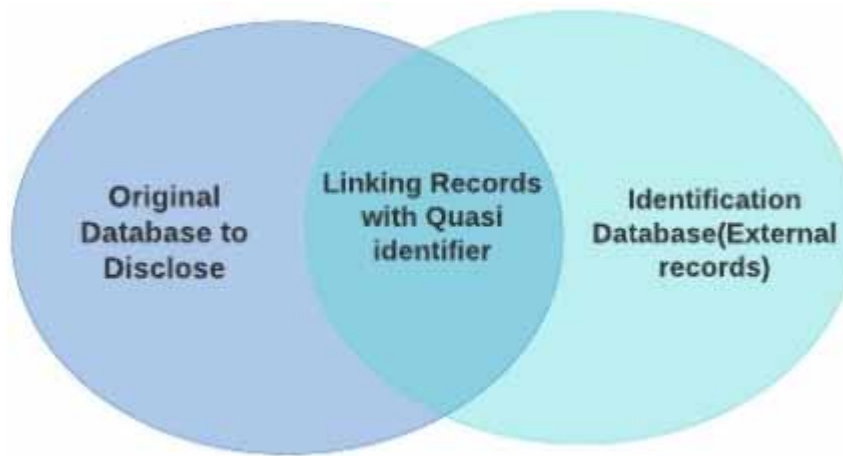 Original
Database to
Disclose
Linking Records
with Quasi
identifier
Identification
Database(External
records)